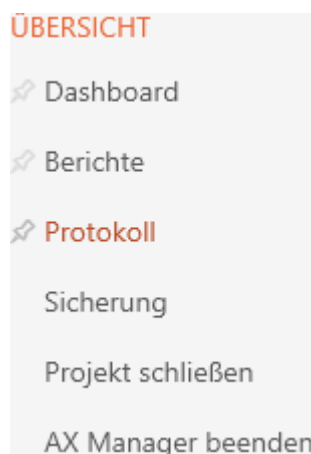 ÜBERSICHT
Dashboard
Berichte
Protokoll
Sicherung
Projekt schließen
AX Manager beenden